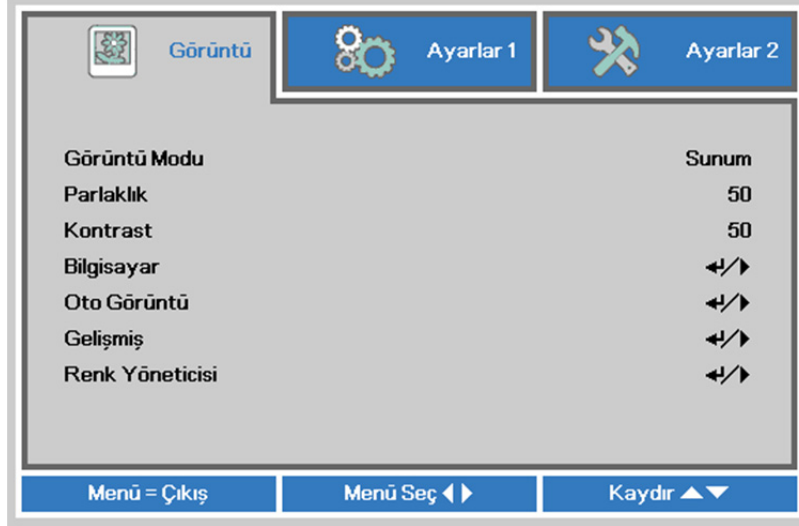 Görüntü
Ayarlar 1
Ayarlar 2
Görüntü Modu Sunum
Parlaklık 50
Kontrast 50
Bilgisayar
Oto Görüntü
Gelişmiş
Renk Yöneticisi
Menü = Çıkış
Menü Seç
Kaydır